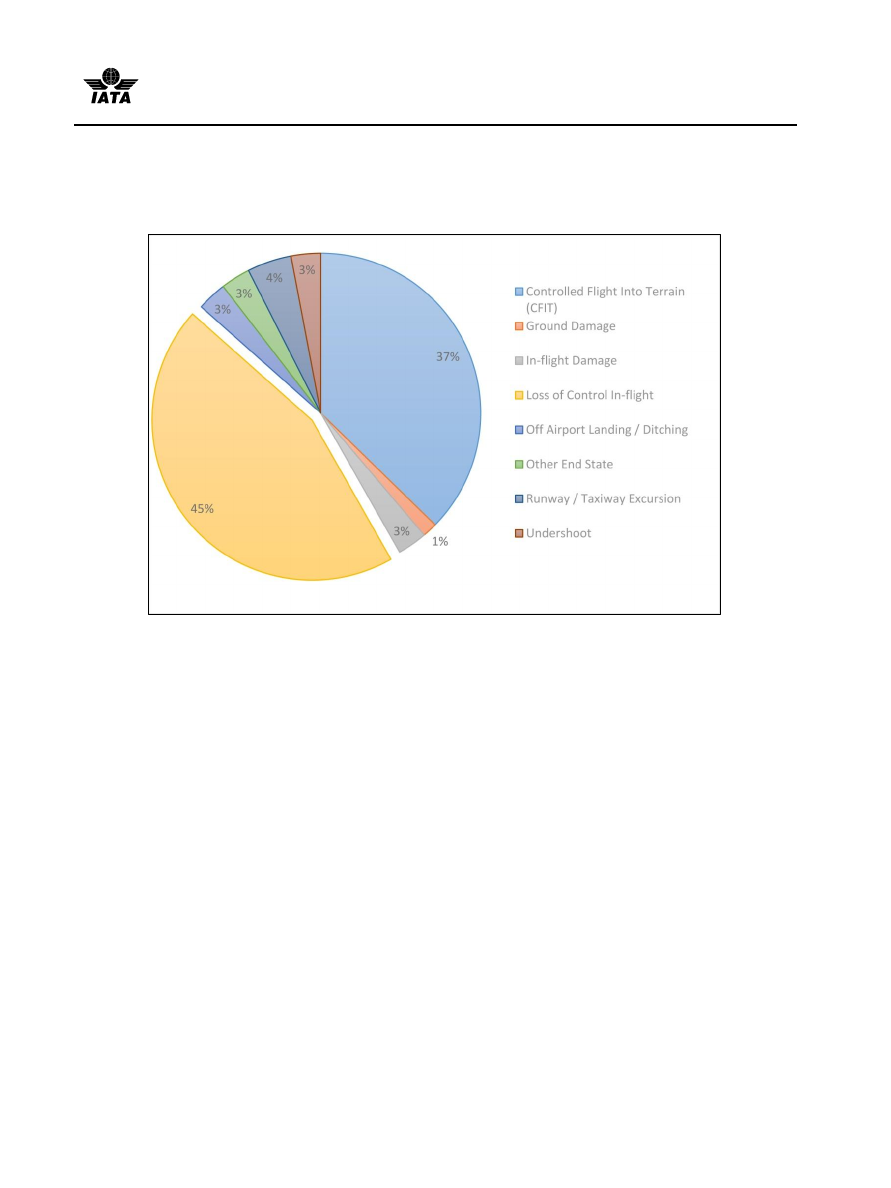 IATA
3%
4%
3%
3%
37%
45%
3%
1%
Controlled Flight Into Terrain
(CFIT)
Ground Damage
In-flight Damage
Loss of Control In-flight
Off Airport Landing / Ditching
Other End State
Runway / Taxiway Excursion
Undershoot